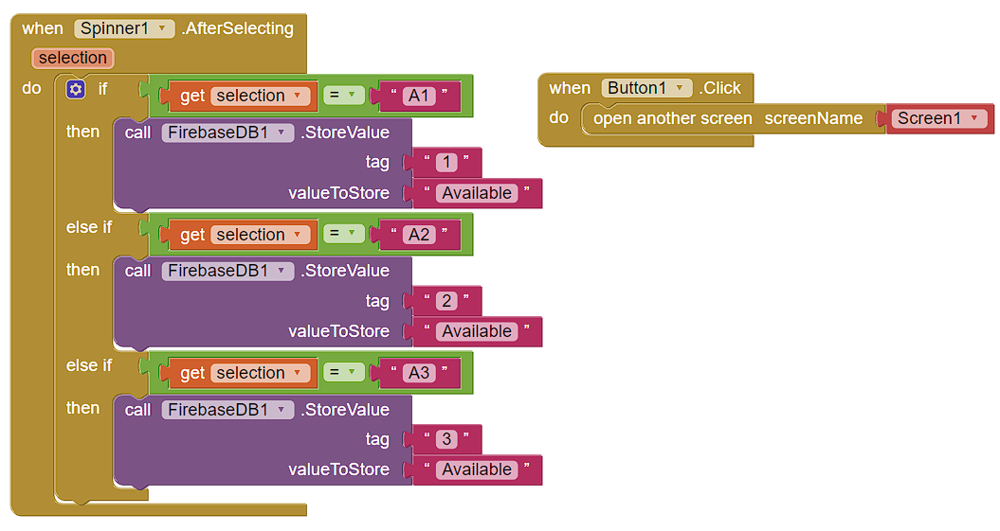 when Spinner1 .AfterSelecting
selection
do if get selection = “ A1 ”
then call FirebaseDB1 .StoreValue
tag “ 1 ”
valueToStore “ Available ”
else if get selection = “ A2 ”
then call FirebaseDB1 .StoreValue
tag “ 2 ”
valueToStore “ Available ”
else if get selection = “ A3 ”
then call FirebaseDB1 .StoreValue
tag “ 3 ”
valueToStore “ Available ”
when Button1 .Click
do open another screen screenName Screen1